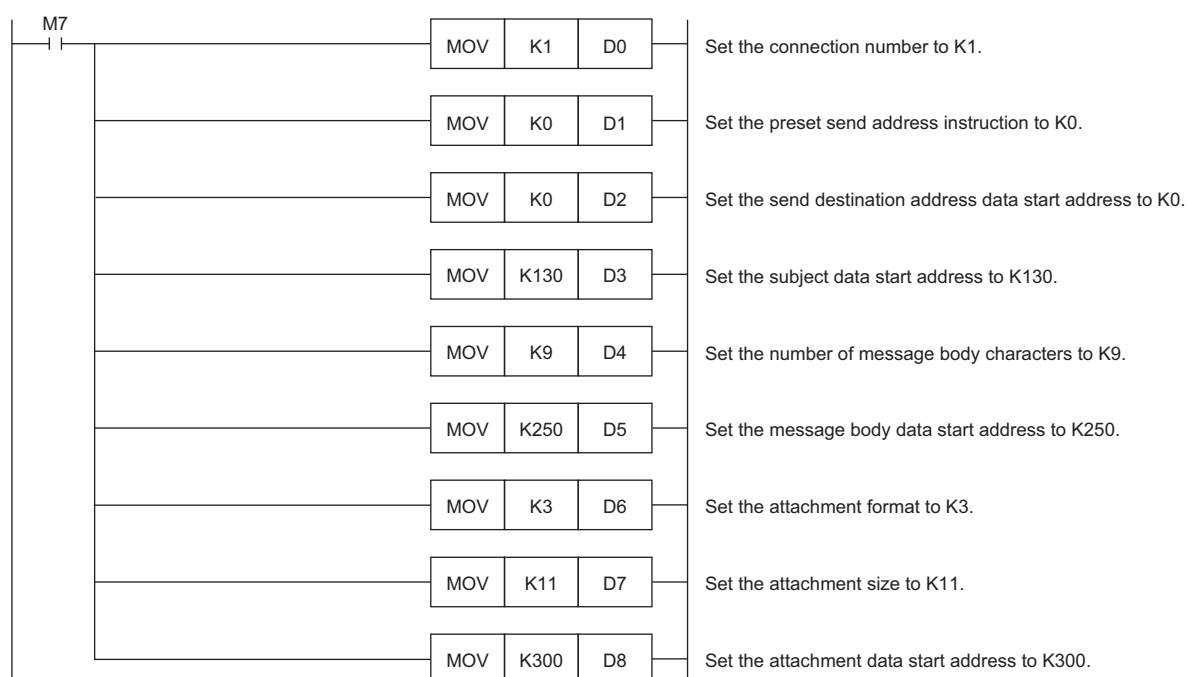 M7
MOV K1 D0 Set the connection number to K1.
MOV K0 D1 Set the preset send address instruction to K0.
MOV K0 D2 Set the send destination address data start address to K0.
MOV K130 D3 Set the subject data start address to K130.
MOV K9 D4 Set the number of message body characters to K9.
MOV K250 D5 Set the message body data start address to K250.
MOV K3 D6 Set the attachment format to K3.
MOV K11 D7 Set the attachment size to K11.
MOV K300 D8 Set the attachment data start address to K300.